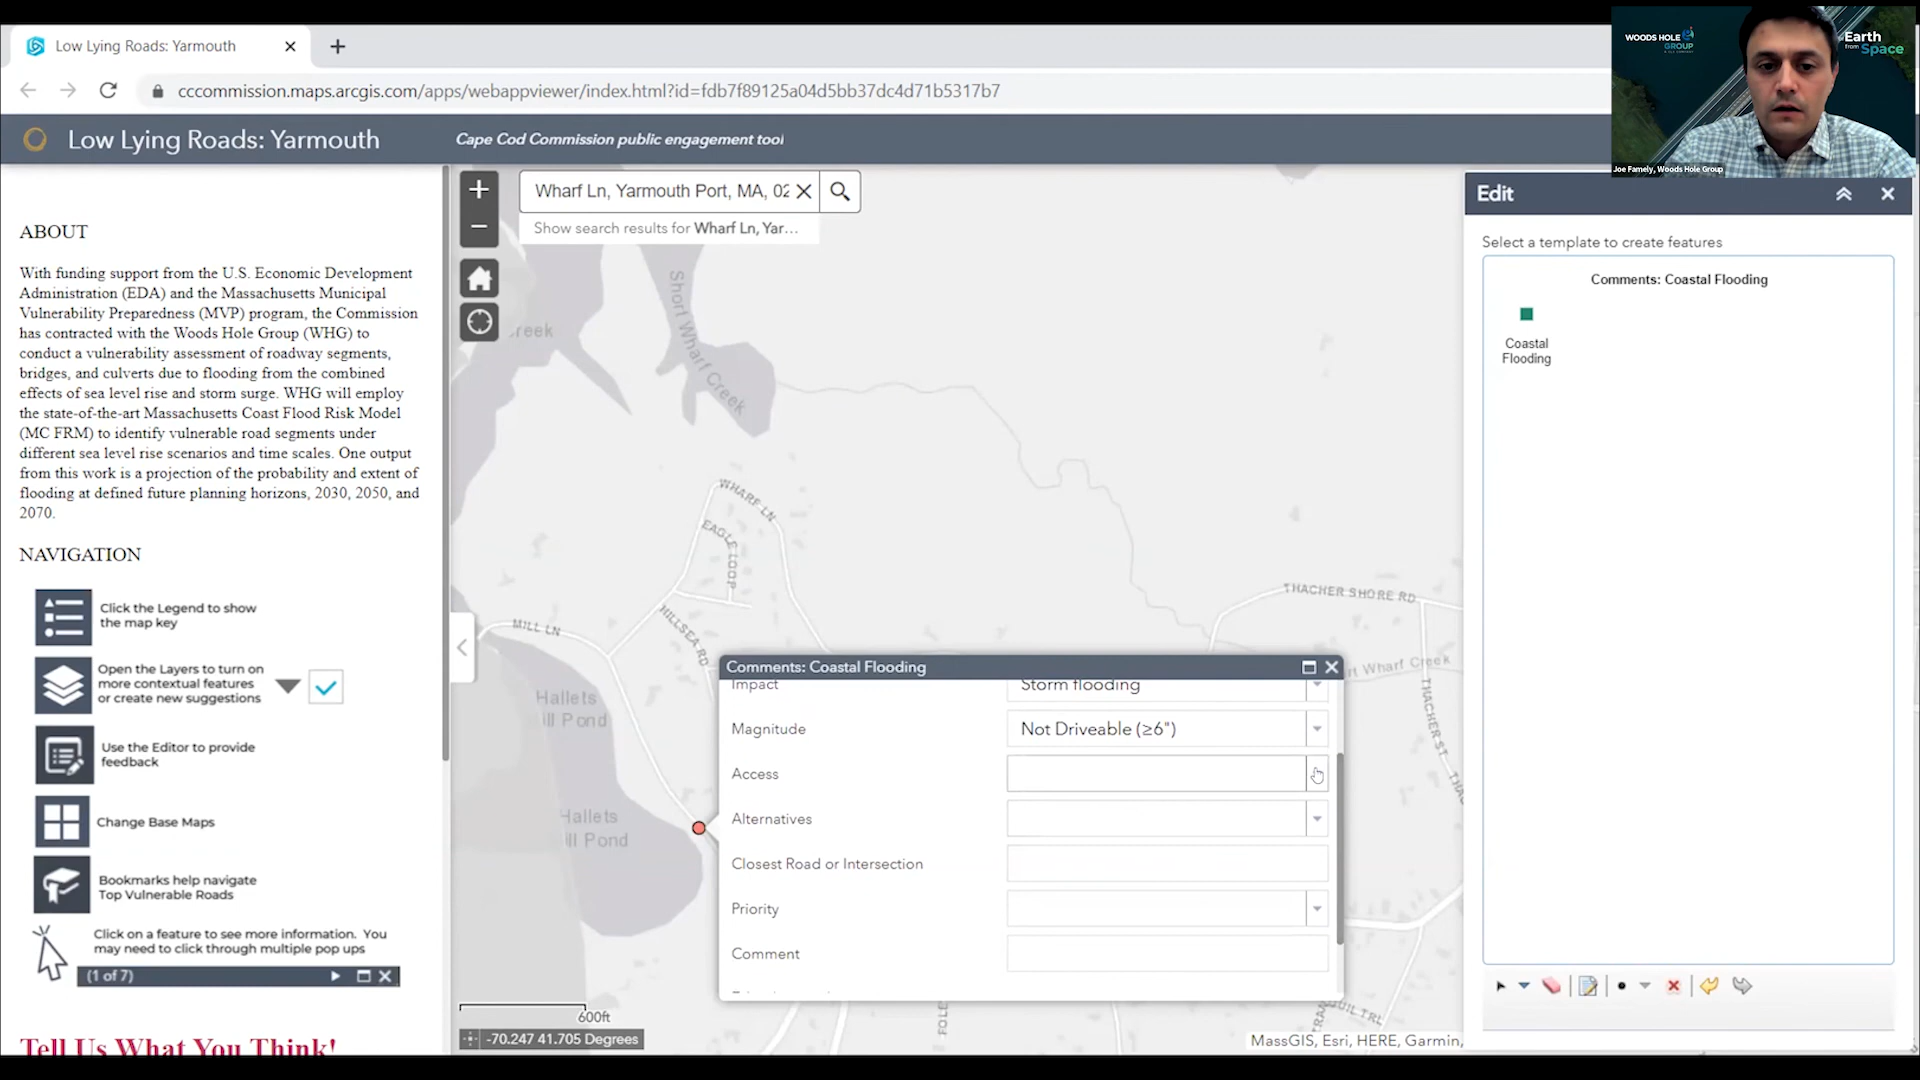 Low Lying Roads: Yarmouth
cccommission.maps.arcgis.com/apps/webappviewer/index.html?id=fdb7f89125a04d5bb37dc4d71b5317b7
Low Lying Roads: Yarmouth
Cape Cod Commission public engagement tool
WOODS HOLE
GROUP
Earth
from Space
Joe Famely, Woods Hole Group
ABOUT
With funding support from the U.S. Economic Development
Administration (EDA) and the Massachusetts Municipal
Vulnerability Preparedness (MVP) program, the Commission
has contracted with the Woods Hole Group (WHG) to
conduct a vulnerability assessment of roadway segments,
bridges, and culverts due to flooding from the combined
effects of sea level rise and storm surge. WHG will employ
the state-of-the-art Massachusetts Coast Flood Risk Model
(MC FRM) to identify vulnerable road segments under
different sea level rise scenarios and time scales. One output
from this work is a projection of the probability and extent of
flooding at defined future planning horizons, 2030, 2050, and
2070.
NAVIGATION
Click the Legend to show
the map key
Open the Layers to turn on
more contextual features
or create new suggestions
Use the Editor to provide
feedback
Change Base Maps
Bookmarks help navigate
Top Vulnerable Roads
Click on a feature to see more information. You
may need to click through multiple pop ups
(1 of 7)
Tell Us What You Think!
Wharf Ln, Yarmouth Port, MA, 02
Show search results for Wharf Ln, Yar...
Creek
Short Wharf Creek
WHARF LN
EAGLE LOOP
HILLSEA RD
MILL LN
Hallets
ill Pond
Hallets
ill Pond
THACHER SHORE RD
rt Wharf Creek
THACHER ST
THA
Comments: Coastal Flooding
Impact
Storm flooding
Magnitude
Not Driveable (≥6")
Access
Alternatives
Closest Road or Intersection
Priority
Comment
600ft
-70.247 41.705 Degrees
FOLE
UIL TRL
MassGIS, Esri, HERE, Garmin,
Edit
Select a template to create features
Comments: Coastal Flooding
Coastal
Flooding